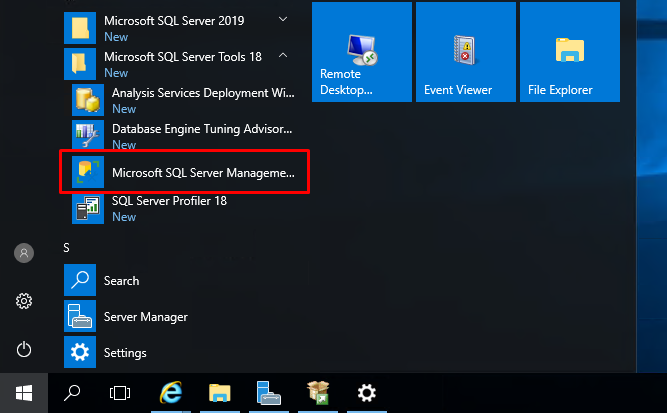 Microsoft SQL Server 2019
New
Microsoft SQL Server Tools 18
New
Analysis Services Deployment Wi...
New
Database Engine Tuning Advisor...
New
Microsoft SQL Server Manageme...
SQL Server Profiler 18
New
S
Search
Server Manager
Settings
Remote
Desktop...
Event Viewer
File Explorer